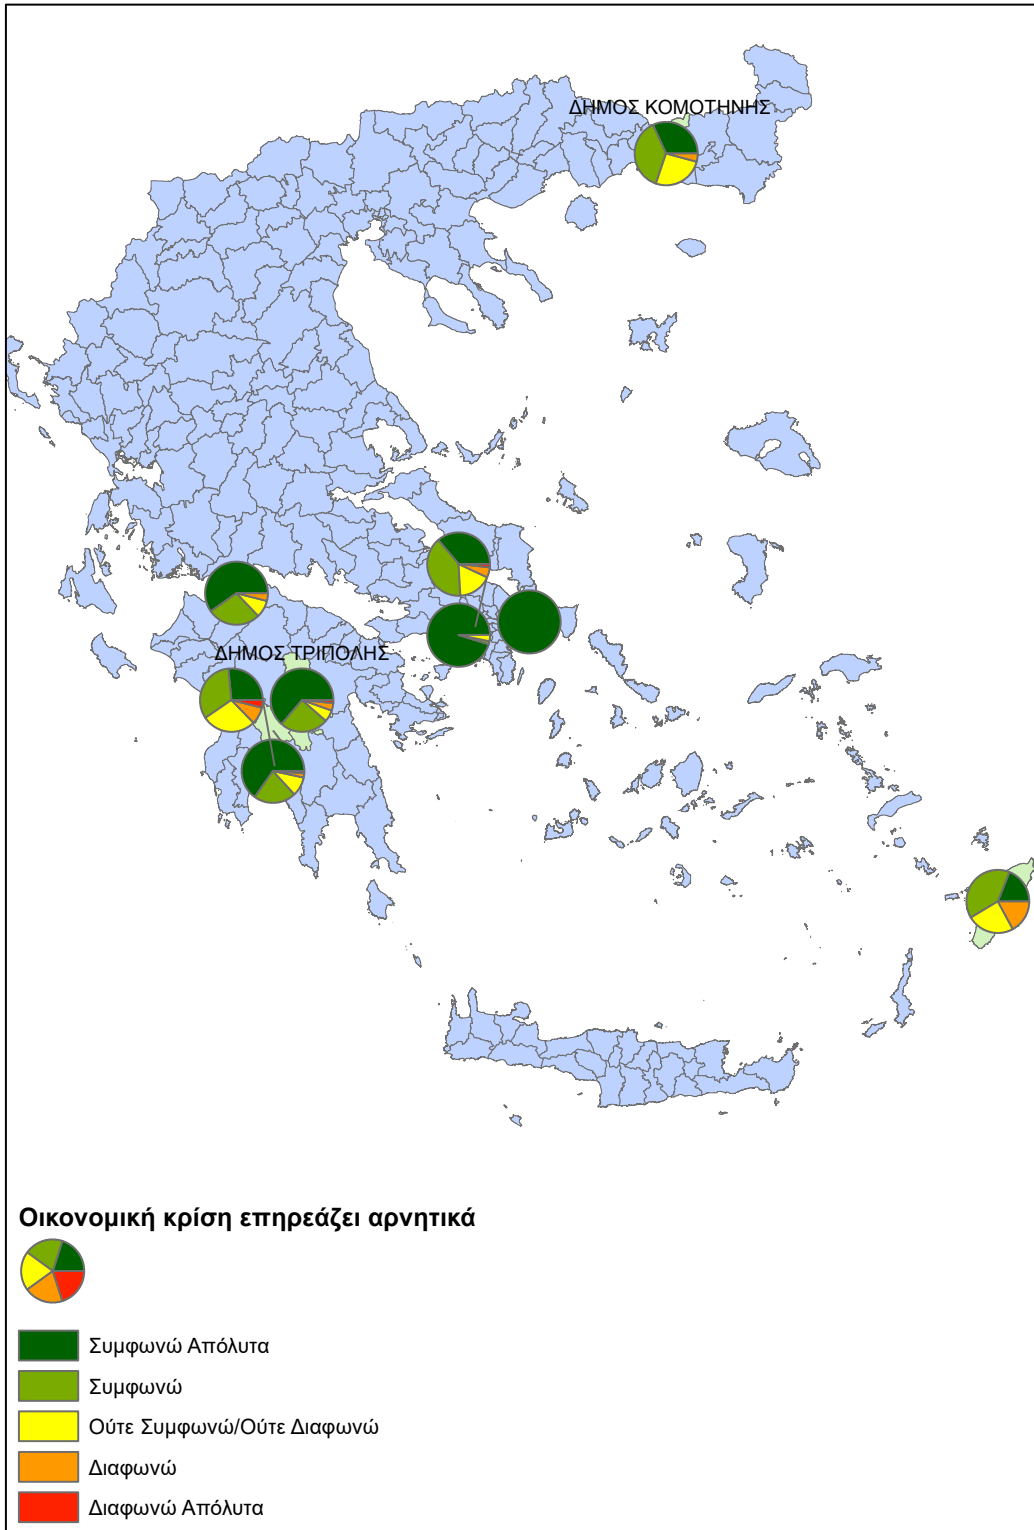 ΔΗΜΟΣ ΚΟΜΟΤΗΝΗΣ
ΔΗΜΟΣ ΤΡΙΠΟΛΗΣ
Οικονομική κρίση επηρεάζει αρνητικά
Συμφωνώ Απόλυτα
Συμφωνώ
Ούτε Συμφωνώ/Ούτε Διαφωνώ
Διαφωνώ
Διαφωνώ Απόλυτα